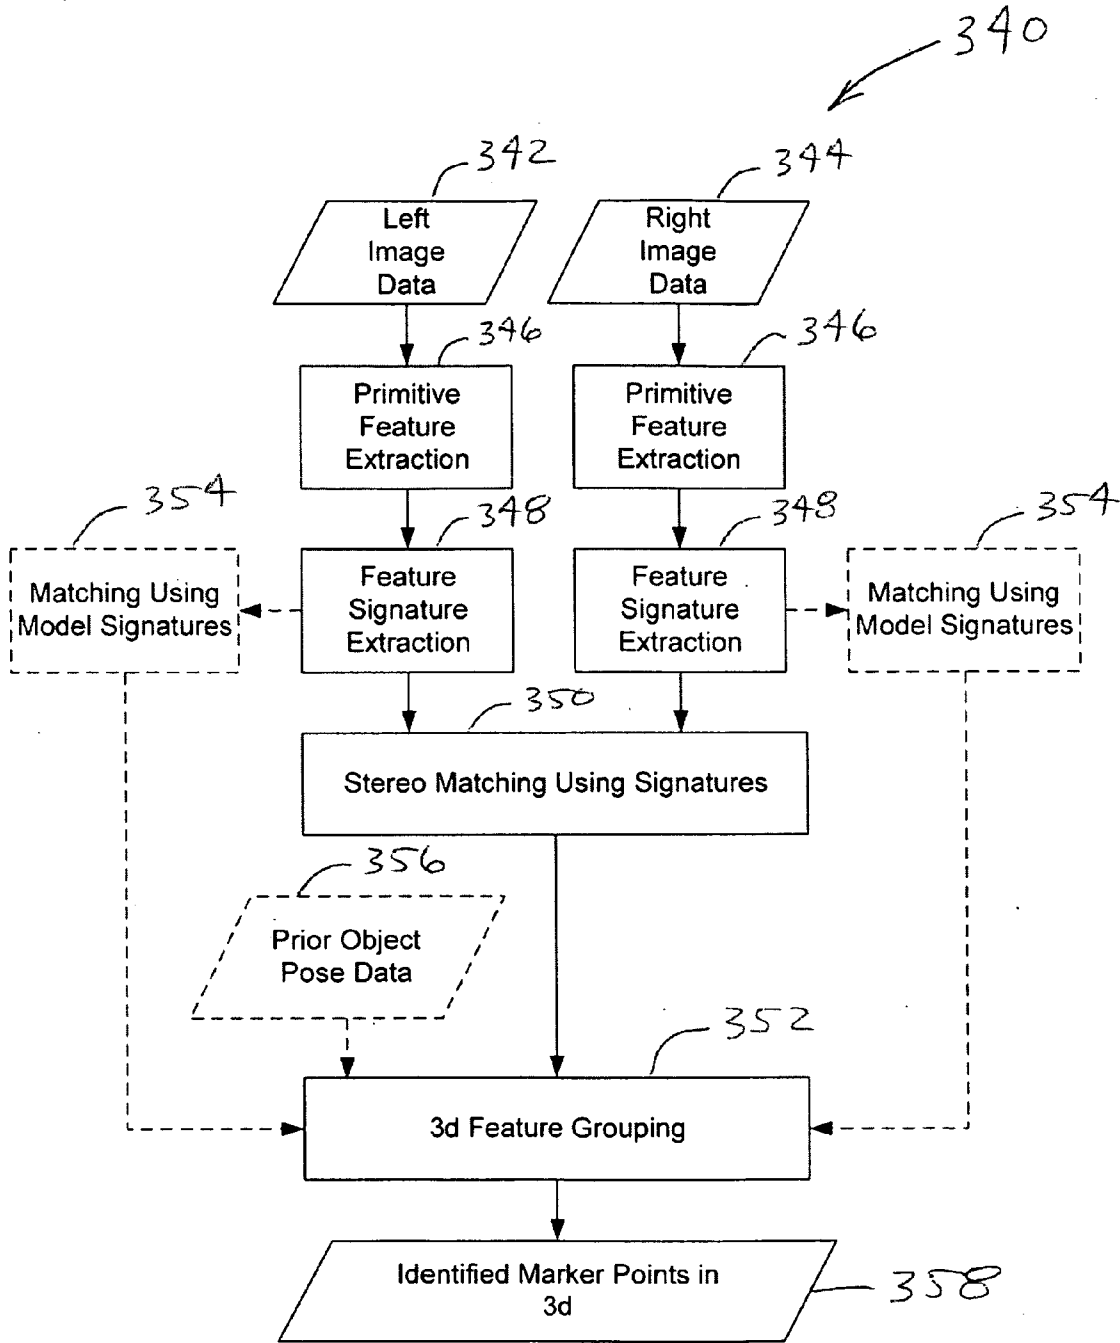 340
342
344
Left
Image
Data
Right
Image
Data
346
346
Primitive
Feature
Extraction
Primitive
Feature
Extraction
354
348
348
354
Matching Using
Model Signatures
Feature
Signature
Extraction
Feature
Signature
Extraction
Matching Using
Model Signatures
350
Stereo Matching Using Signatures
356
Prior Object
Pose Data
352
3d Feature Grouping
Identified Marker Points in
3d
358